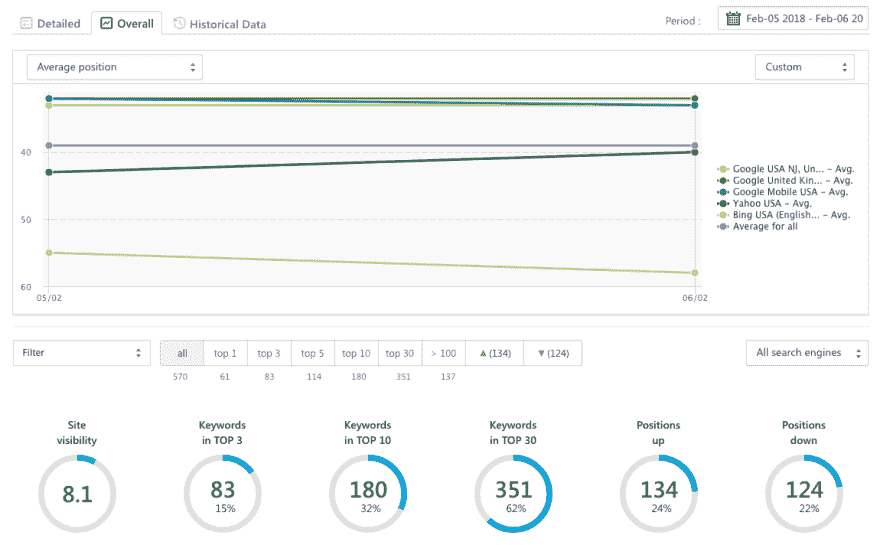 Detailed Overall Historical Data Period : Feb-05 2018 - Feb-06 20
Average position Custom
40
50
60
05/02 06/02
Google USA NJ, Un... - Avg.
Google United Kin... - Avg.
Google Mobile USA - Avg.
Yahoo USA - Avg.
Bing USA (English... - Avg.
Average for all
Filter all top 1 top 3 top 5 top 10 top 30 > 100 (134) (124) All search engines
570 61 83 114 180 351 137
Site visibility
8.1
Keywords in TOP 3
83
15%
Keywords in TOP 10
180
32%
Keywords in TOP 30
351
62%
Positions up
134
24%
Positions down
124
22%